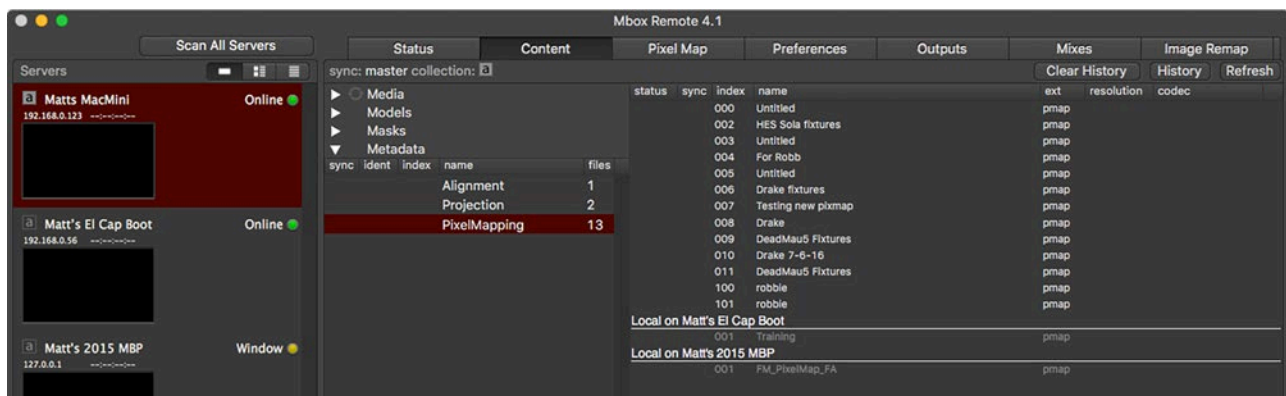 Mbox Remote 4.1
Scan All Servers
Status Content Pixel Map Preferences Outputs Mixes Image Remap
Servers
sync: master collection: a
Clear History History Refresh
a Matts MacMini Online
192.168.0.123 --:--:--:--
a Matt's El Cap Boot Online
192.168.0.56 --:--:--:--
a Matt's 2015 MBP Window
127.0.0.1 --:--:--:--
Media
Models
Masks
Metadata
sync ident index name files
Alignment 1
Projection 2
PixelMapping 13
status sync index name ext resolution codec
000 Untitled pmap
002 HES Sola fixtures pmap
003 Untitled pmap
004 For Robb pmap
005 Untitled pmap
006 Drake fixtures pmap
007 Testing new pixmap pmap
008 Drake pmap
009 DeadMau5 Fixtures pmap
010 Drake 7-6-16 pmap
011 DeadMau5 Fixtures pmap
100 robbie pmap
101 robbie pmap
Local on Matt's El Cap Boot
001 Training pmap
Local on Matt's 2015 MBP
001 FM_PixelMap_FA pmap